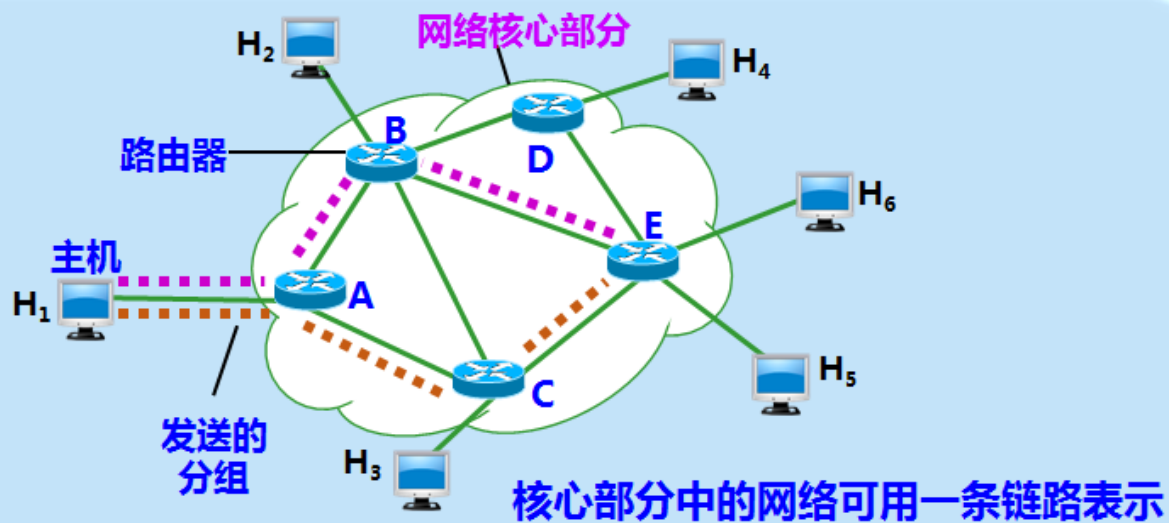 网络核心部分
H₂
H₄
B
路由器
D
H₆
E
主机
H₁
A
H₅
C
发送的
分组
H₃
核心部分中的网络可用一条链路表示